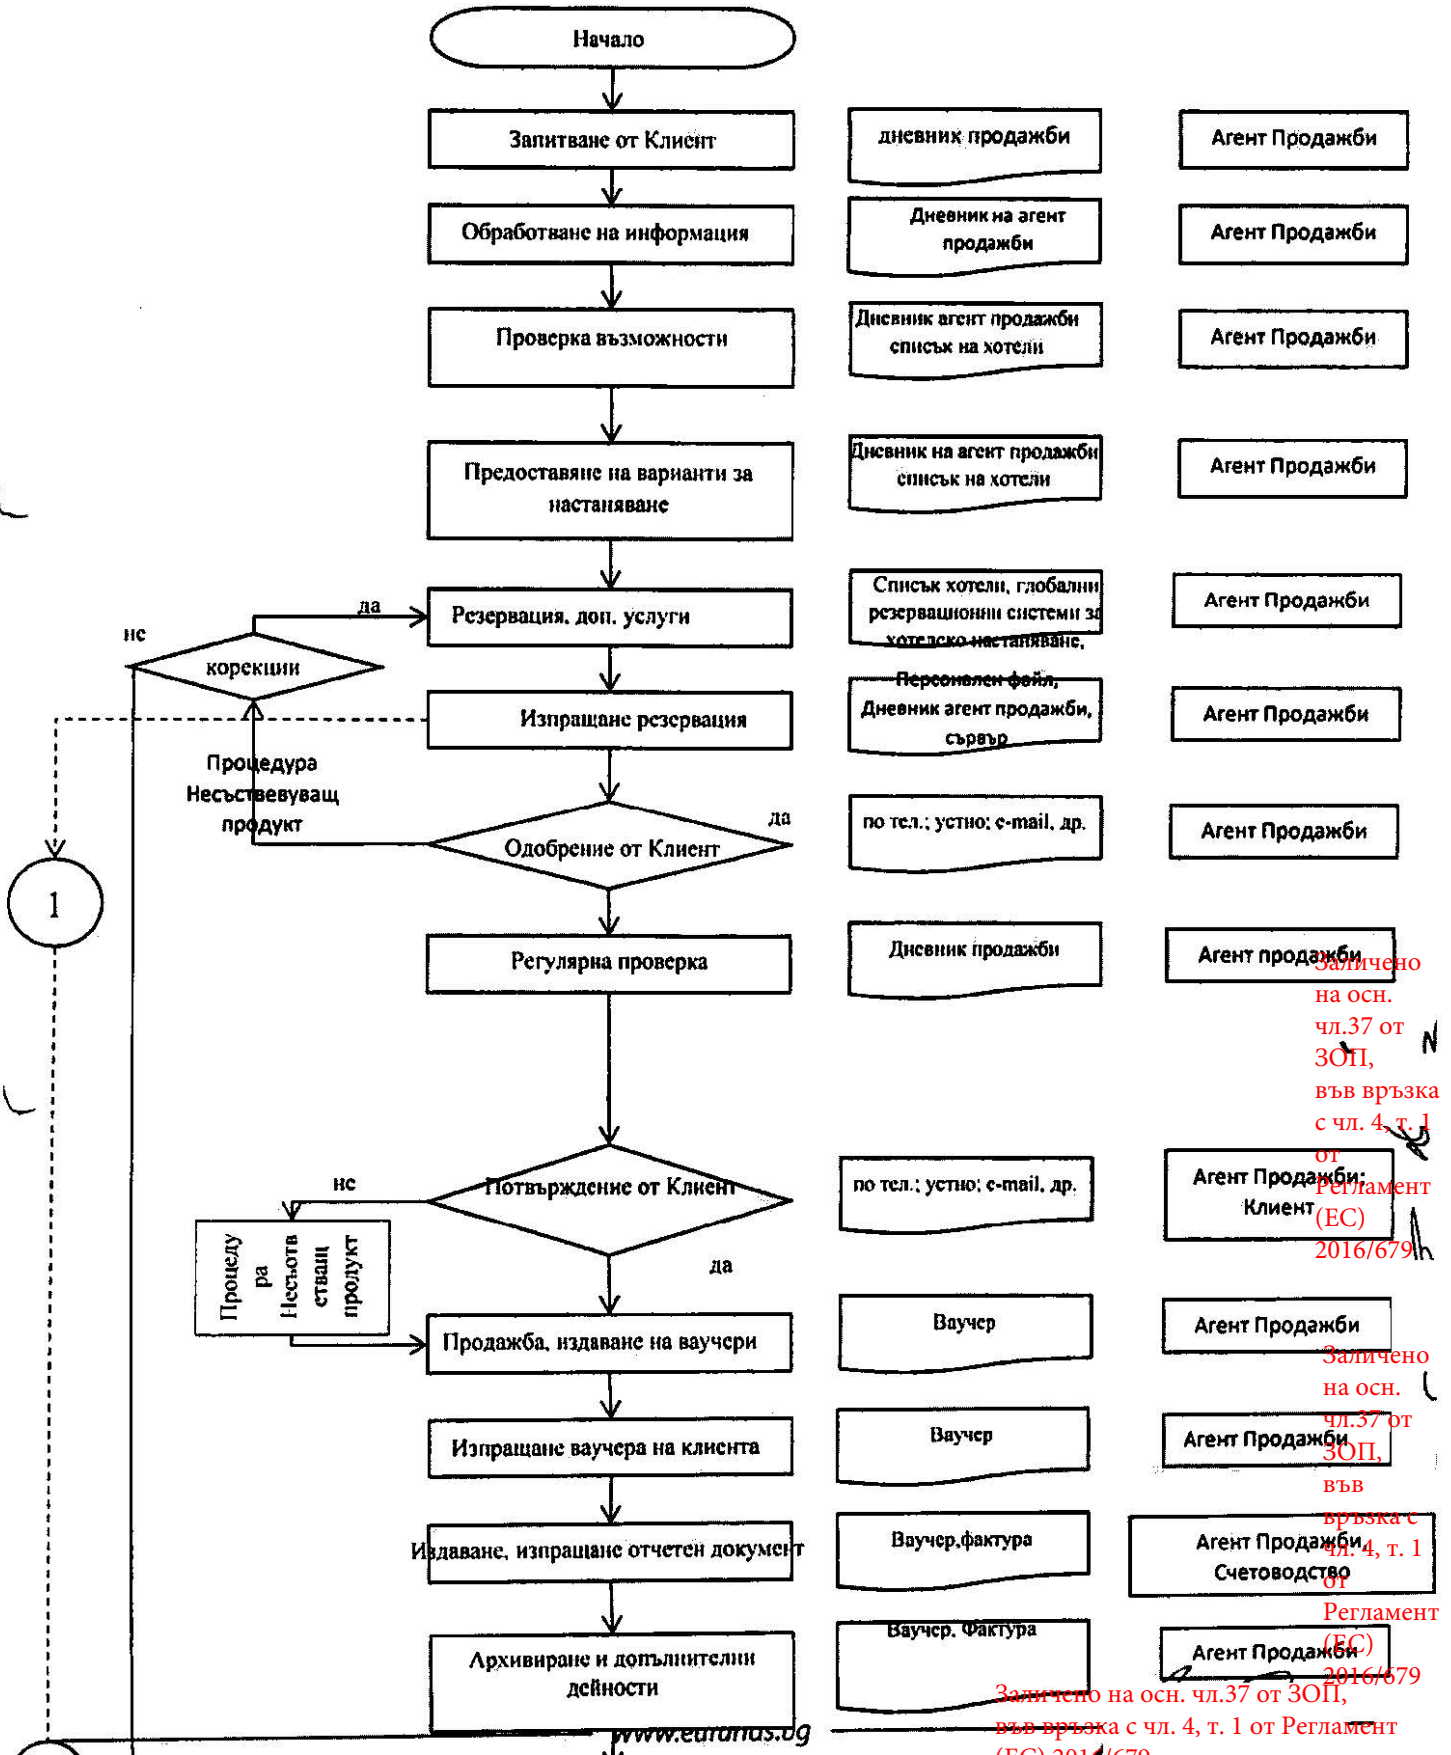 Начало
Запитване от Клиент
дневник продажби
Агент Продажби
Обработване на информация
Дневник на агент
продажби
Агент Продажби
Проверка възможности
Дневник агент продажби
списък на хотели
Агент Продажби
Предоставяне на варианти за
настаняване
Дневник на агент продажби
списък на хотели
Агент Продажби
да
Резервация, доп. услуги
Списък хотели, глобални
резервационни системи за
хотелско настаняване,
Агент Продажби
не
корекции
Изпращане резервация
Персонален файл,
Дневник агент продажби,
сървър
Агент Продажби
Процедура
Несъствевуващ
продукт
да
Одобрение от Клиент
по тел.; устно; e-mail, др.
Агент Продажби
1
Регулярна проверка
Дневник продажби
Агент продажби
Заличено
на осн.
чл.37 от
ЗОП,
във връзка
с чл. 4, т. 1
от
Регламент
(ЕС)
2016/679
не
Потвърждение от Клиент
по тел.; устно; e-mail, др.
Агент Продажби;
Клиент
Процеду
ра
Несъотв
стващ
продукт
да
Продажба, издаване на ваучери
Ваучер
Агент Продажби
Заличено
на осн.
чл.37 от
ЗОП,
във
връзка с
чл. 4, т. 1
от
Регламент
(ЕС)
2016/679
Изпращане ваучера на клиента
Ваучер
Агент Продажби
Издаване, изпращане отчетен документ
Ваучер,фактура
Агент Продажби,
Счетоводство
Архивиране и допълнителни
дейности
Ваучер, Фактура
Агент Продажби
Заличено на осн. чл.37 от ЗОП,
във връзка с чл. 4, т. 1 от Регламент
(ЕС) 2016/679